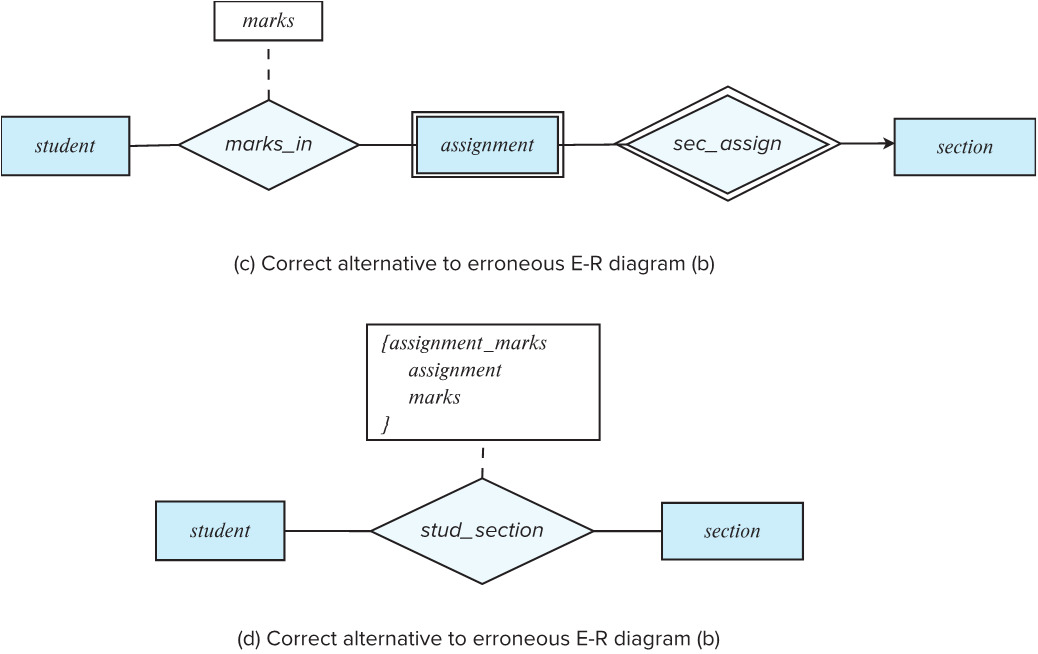 marks
student
marks_in
assignment
sec_assign
section
(c) Correct alternative to erroneous E-R diagram (b)
{assignment_marks
assignment
marks
}
student
stud_section
section
(d) Correct alternative to erroneous E-R diagram (b)